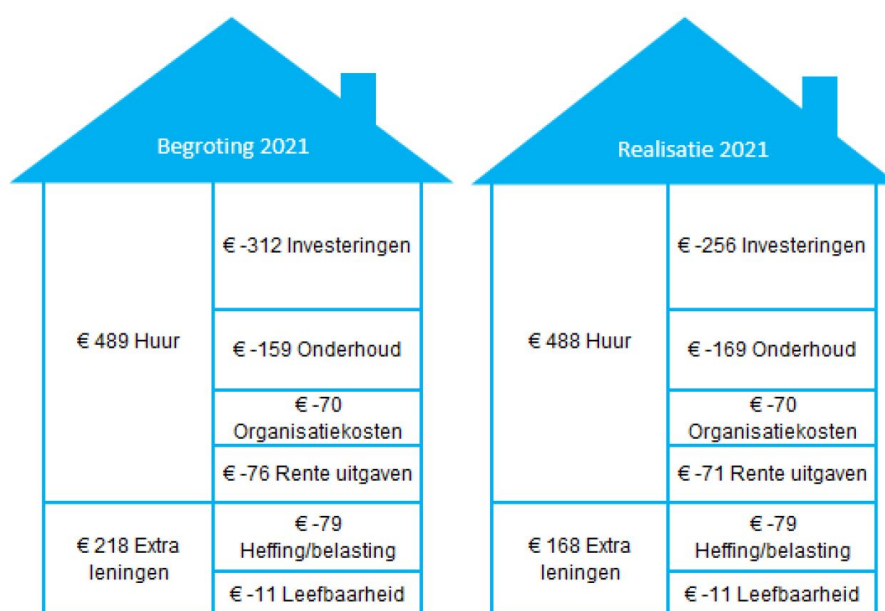 Begroting 2021
€ 489 Huur
€ 218 Extra
leningen
€ -312 Investeringen
€ -159 Onderhoud
€ -70
Organisatiekosten
€ -76 Rente uitgaven
€ -79
Heffing/belasting
€ -11 Leefbaarheid
Realisatie 2021
€ 488 Huur
€ 168 Extra
leningen
€ -256 Investeringen
€ -169 Onderhoud
€ -70
Organisatiekosten
€ -71 Rente uitgaven
€ -79
Heffing/belasting
€ -11 Leefbaarheid